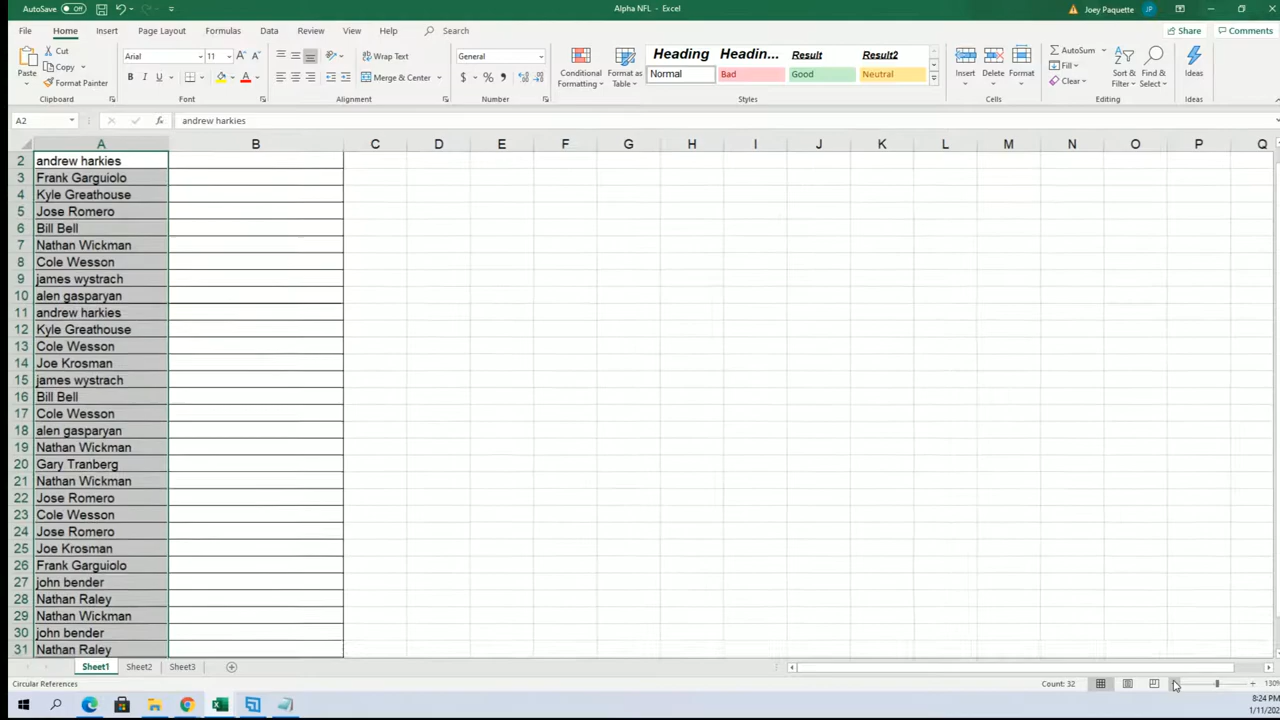 AutoSave Off Alpha NFL - Excel Joey Paquette JP
File Home Insert Page Layout Formulas Data Review View Help Search Share Comments
Cut Arial 11 Wrap Text General Heading Headin... Result Result2 AutoSum
Copy Fill
Paste Format Painter B I U Merge & Center $ % Conditional Formatting Format as Table Normal Bad Good Neutral Insert Delete Format Clear Sort & Filter Find & Select Ideas
Clipboard Font Alignment Number Styles Cells Editing Ideas
A2 fx andrew harkies
A B C D E F G H I J K L M N O P Q
2 andrew harkies
3 Frank Garguiolo
4 Kyle Greathouse
5 Jose Romero
6 Bill Bell
7 Nathan Wickman
8 Cole Wesson
9 james wystrach
10 alen gasparyan
11 andrew harkies
12 Kyle Greathouse
13 Cole Wesson
14 Joe Krosman
15 james wystrach
16 Bill Bell
17 Cole Wesson
18 alen gasparyan
19 Nathan Wickman
20 Gary Tranberg
21 Nathan Wickman
22 Jose Romero
23 Cole Wesson
24 Jose Romero
25 Joe Krosman
26 Frank Garguiolo
27 john bender
28 Nathan Raley
29 Nathan Wickman
30 john bender
31 Nathan Raley
Sheet1 Sheet2 Sheet3
Circular References Count: 32 130%
8:24 PM
1/11/202